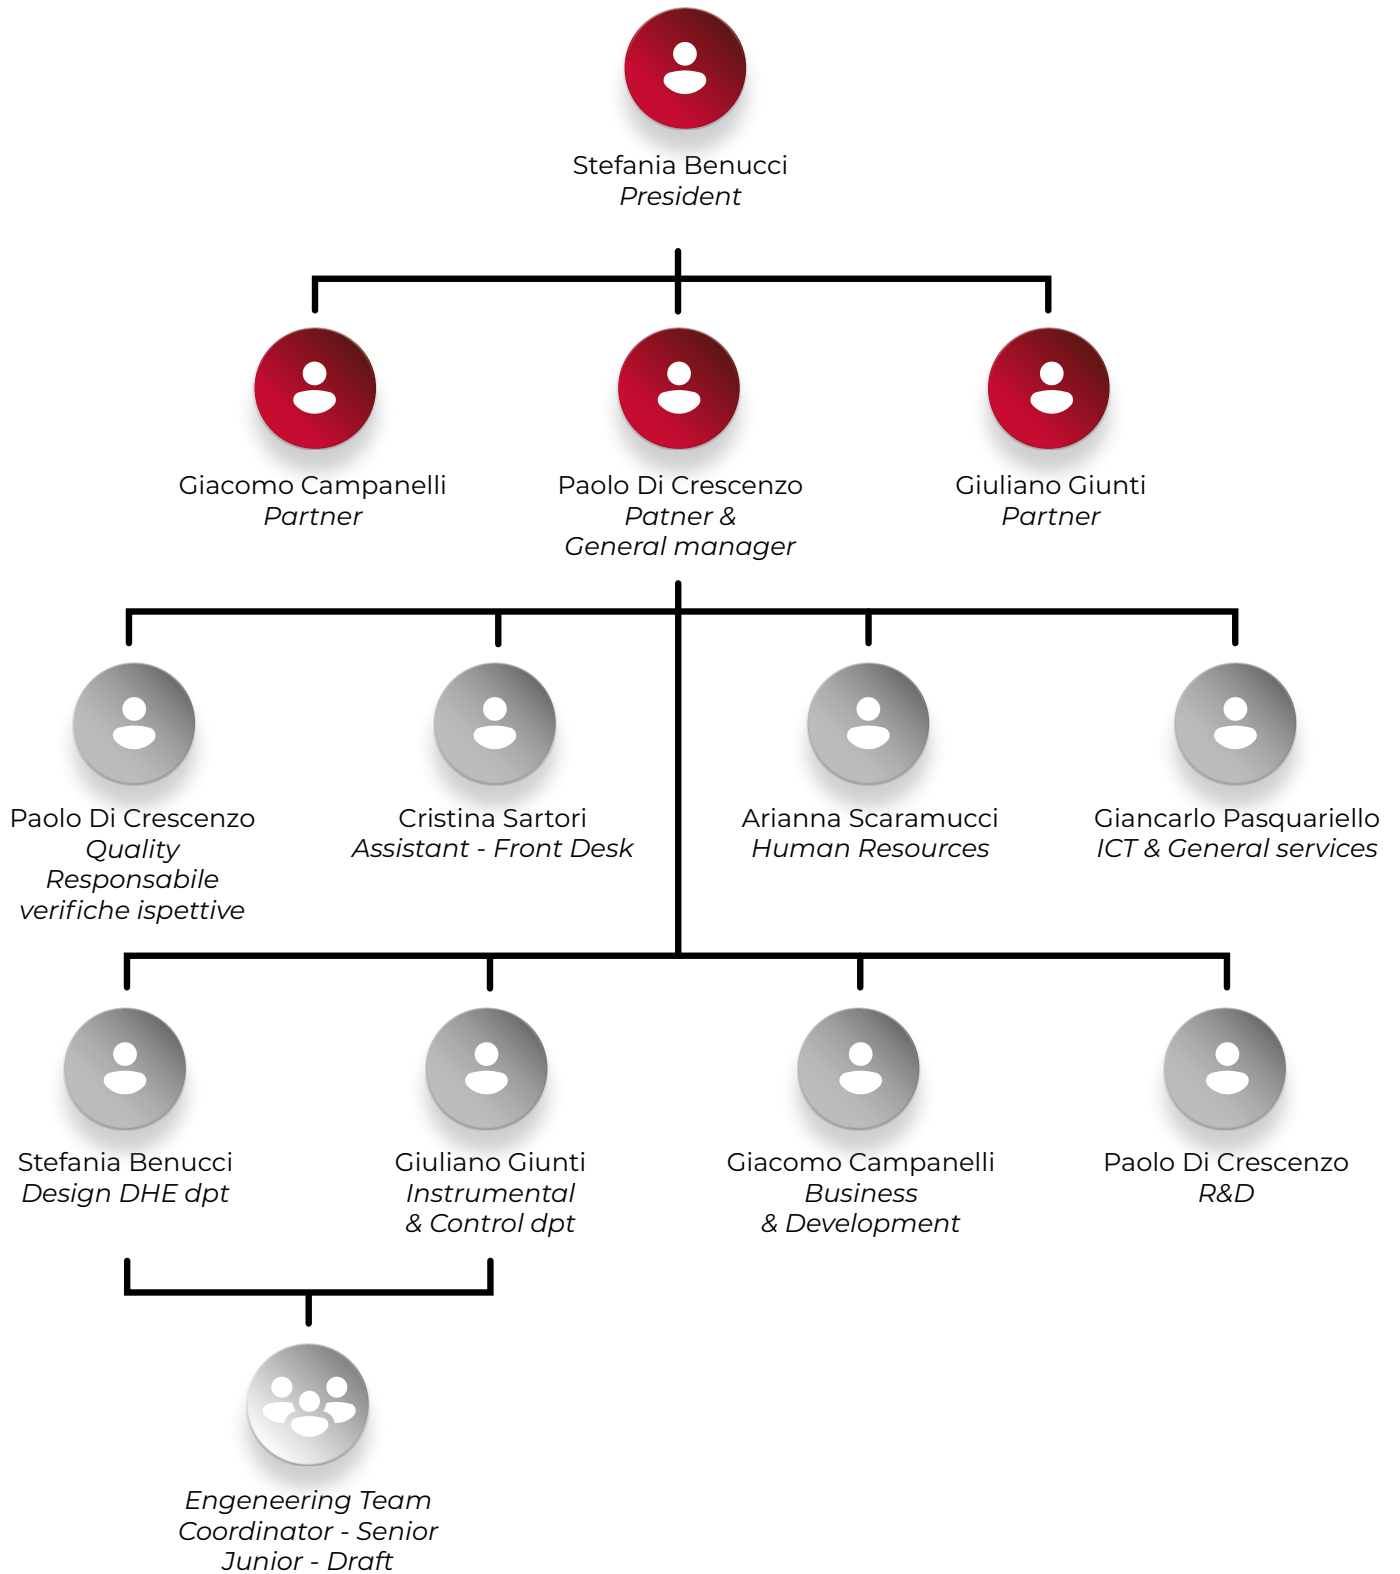 Stefania Benucci
President
Giacomo Campanelli
Partner
Paolo Di Crescenzo
Patner &
General manager
Giuliano Giunti
Partner
Paolo Di Crescenzo
Quality
Responsabile
verifiche ispettive
Cristina Sartori
Assistant - Front Desk
Arianna Scaramucci
Human Resources
Giancarlo Pasquariello
ICT & General services
Stefania Benucci
Design DHE dpt
Giuliano Giunti
Instrumental
& Control dpt
Giacomo Campanelli
Business
& Development
Paolo Di Crescenzo
R&D
Engeneering Team
Coordinator - Senior
Junior - Draft